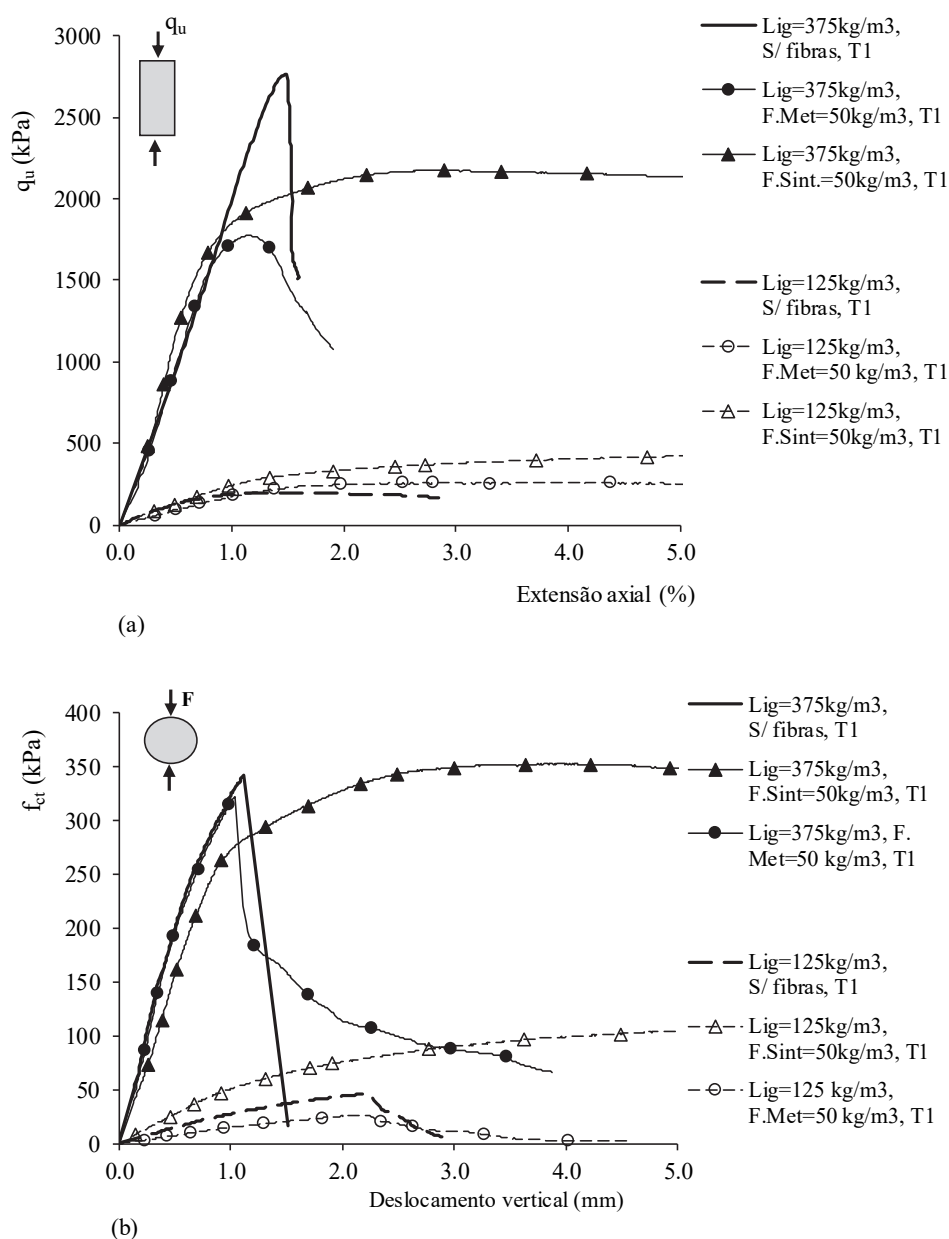 q_u
3000
2500
2000
1500
1000
500
0
q_u (kPa)
0.0 1.0 2.0 3.0 4.0 5.0
Extensão axial (%)
Lig=375kg/m3,
S/ fibras, T1
Lig=375kg/m3,
F.Met=50kg/m3, T1
Lig=375kg/m3,
F.Sint.=50kg/m3, T1
Lig=125kg/m3,
S/ fibras, T1
Lig=125kg/m3,
F.Met=50 kg/m3, T1
Lig=125kg/m3,
F.Sint=50kg/m3, T1
(a)
F
400
350
300
250
200
150
100
50
0
f_ct (kPa)
0.0 1.0 2.0 3.0 4.0 5.0
Deslocamento vertical (mm)
Lig=375kg/m3,
S/ fibras, T1
Lig=375kg/m3,
F.Sint=50kg/m3, T1
Lig=375kg/m3, F.
Met=50 kg/m3, T1
Lig=125kg/m3,
S/ fibras, T1
Lig=125kg/m3,
F.Sint=50kg/m3, T1
Lig=125 kg/m3,
F.Met=50 kg/m3, T1
(b)